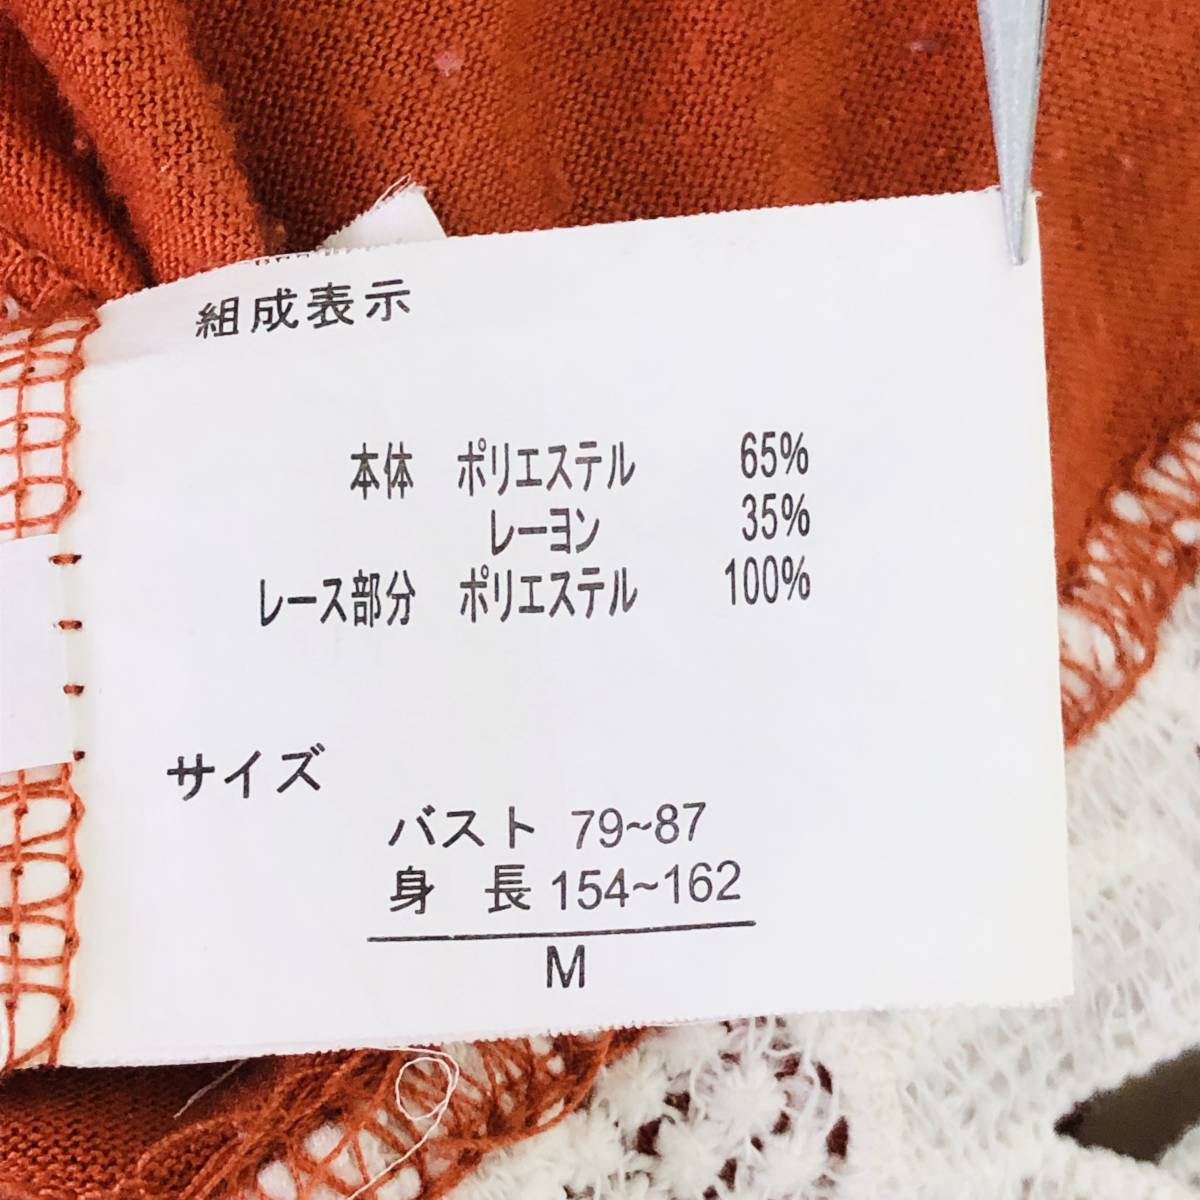 組成表示
本体 ポリエステル 65%
レーヨン 35%
レース部分 ポリエステル 100%
サイズ
バスト 79~87
身 長 154~162
M